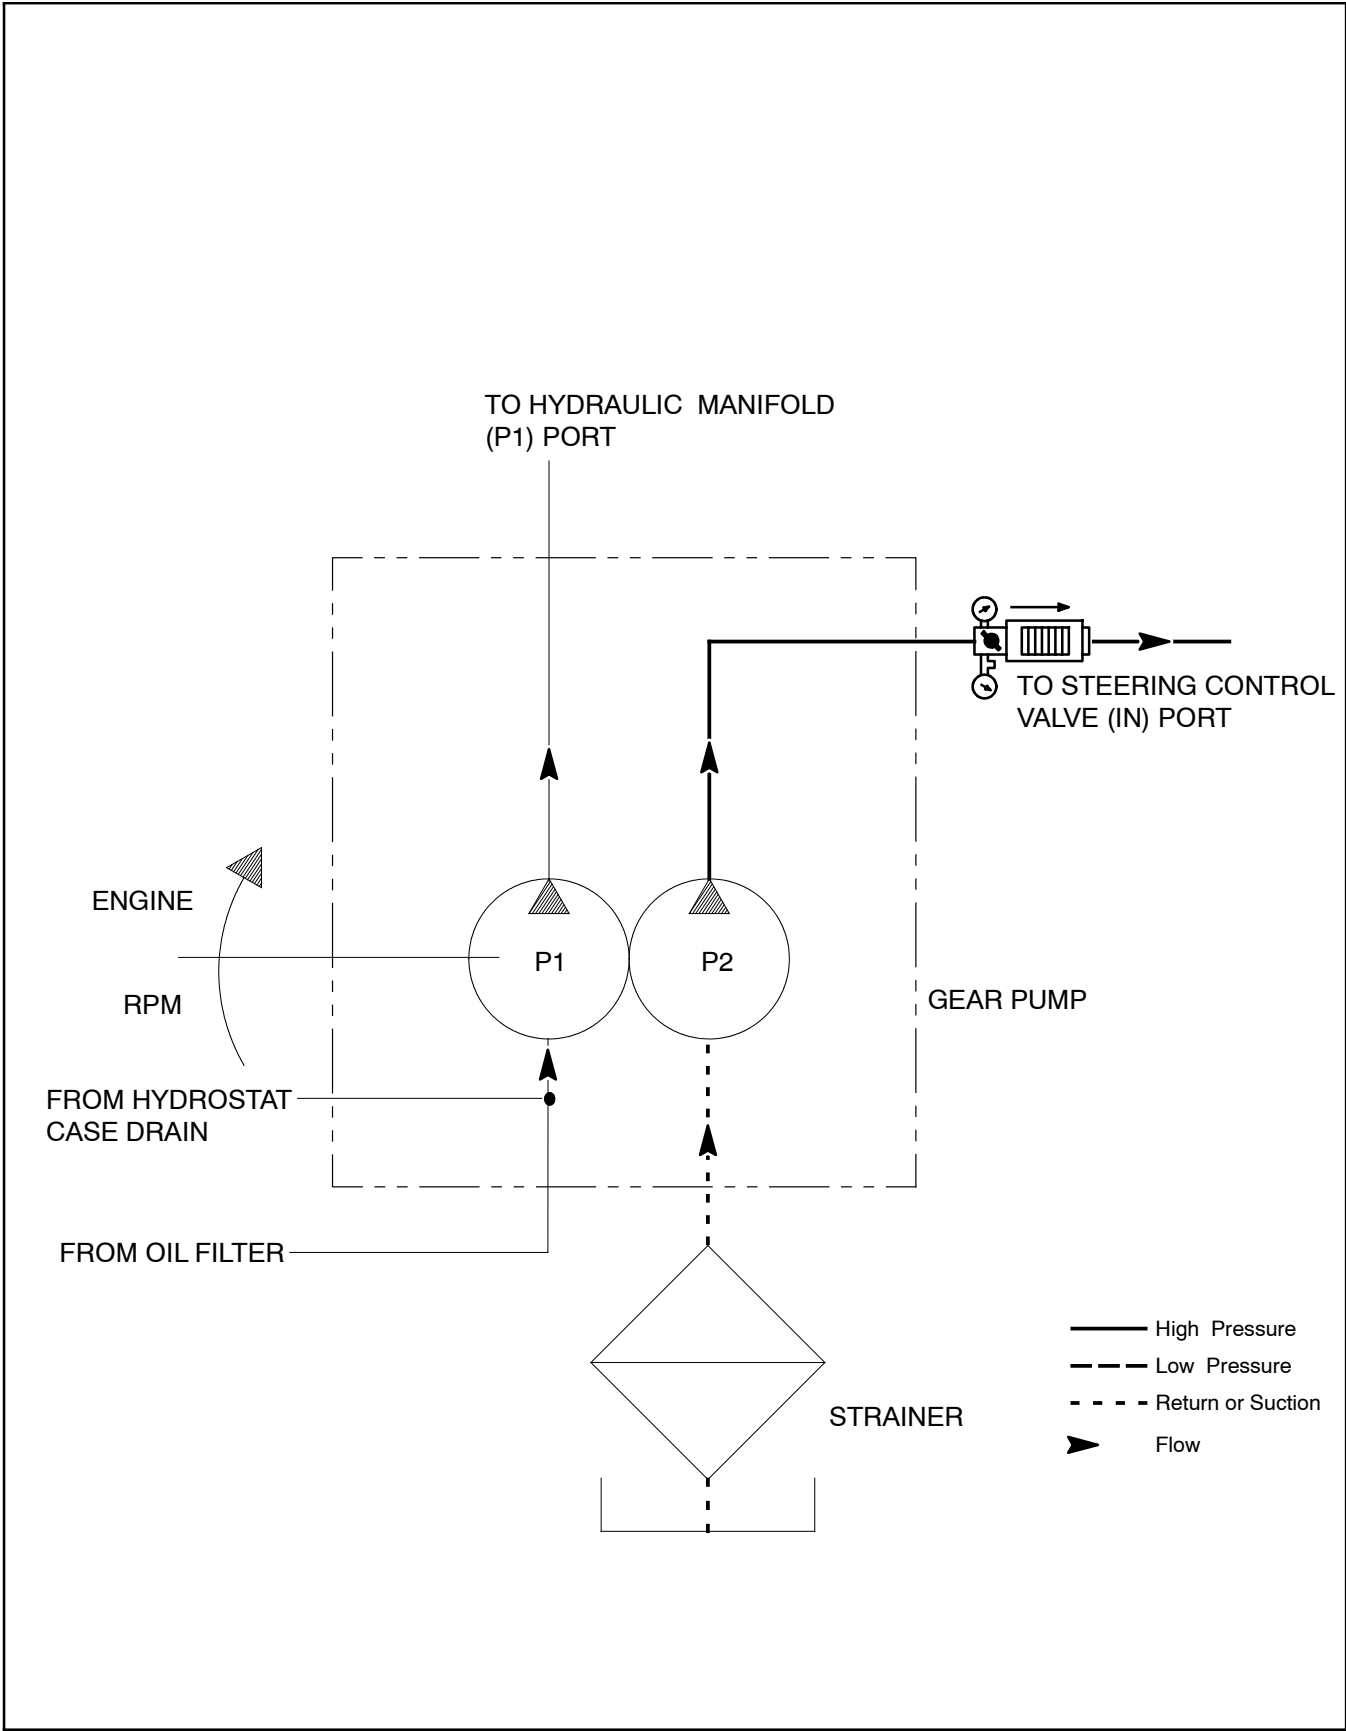 TO HYDRAULIC MANIFOLD
(P1) PORT
TO STEERING CONTROL
VALVE (IN) PORT
ENGINE
P1
P2
RPM
GEAR PUMP
FROM HYDROSTAT
CASE DRAIN
FROM OIL FILTER
High Pressure
Low Pressure
Return or Suction
STRAINER
Flow